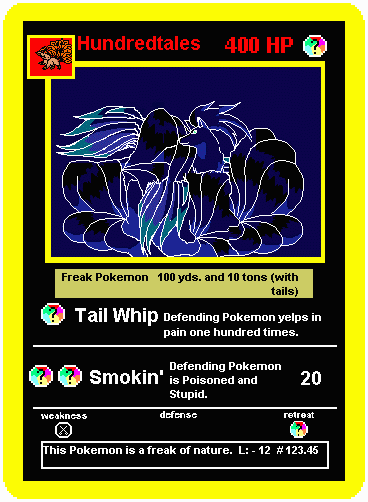 Hundredtales 400 HP
Freak Pokemon 100 yds. and 10 tons (with
tails)
Tail Whip Defending Pokemon yelps in
pain one hundred times.
Smokin' Defending Pokemon
is Poisoned and
Stupid.
20
weakness defense retreat
This Pokemon is a freak of nature. L: - 12 # 123.45